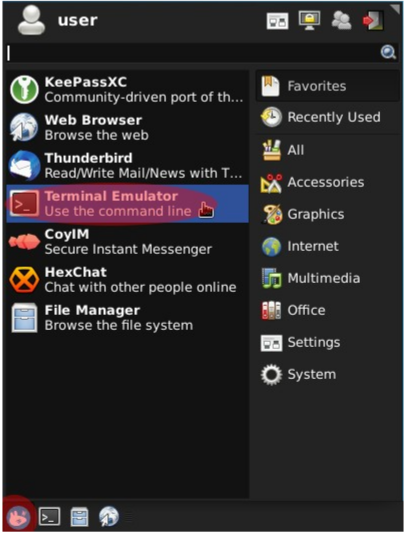 user
KeePassXC
Community-driven port of th...
Web Browser
Browse the web
Thunderbird
Read/Write Mail/News with T...
Terminal Emulator
Use the command line
CoyIM
Secure Instant Messenger
HexChat
Chat with other people online
File Manager
Browse the file system
Favorites
Recently Used
All
Accessories
Graphics
Internet
Multimedia
Office
Settings
System